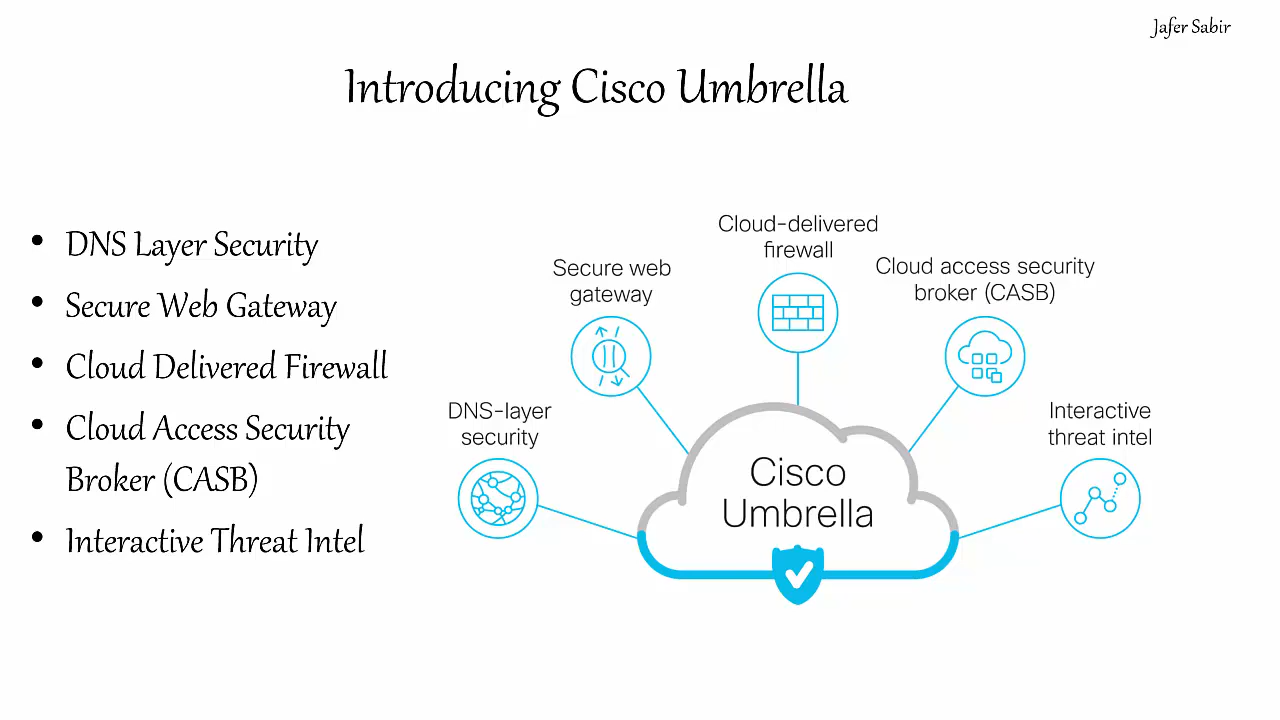 Jafer Sabir
Introducing Cisco Umbrella
• DNS Layer Security
• Secure Web Gateway
• Cloud Delivered Firewall
• Cloud Access Security
Broker (CASB)
• Interactive Threat Intel
Cloud-delivered
firewall
Secure web
gateway
Cloud access security
broker (CASB)
DNS-layer
security
Interactive
threat intel
Cisco
Umbrella